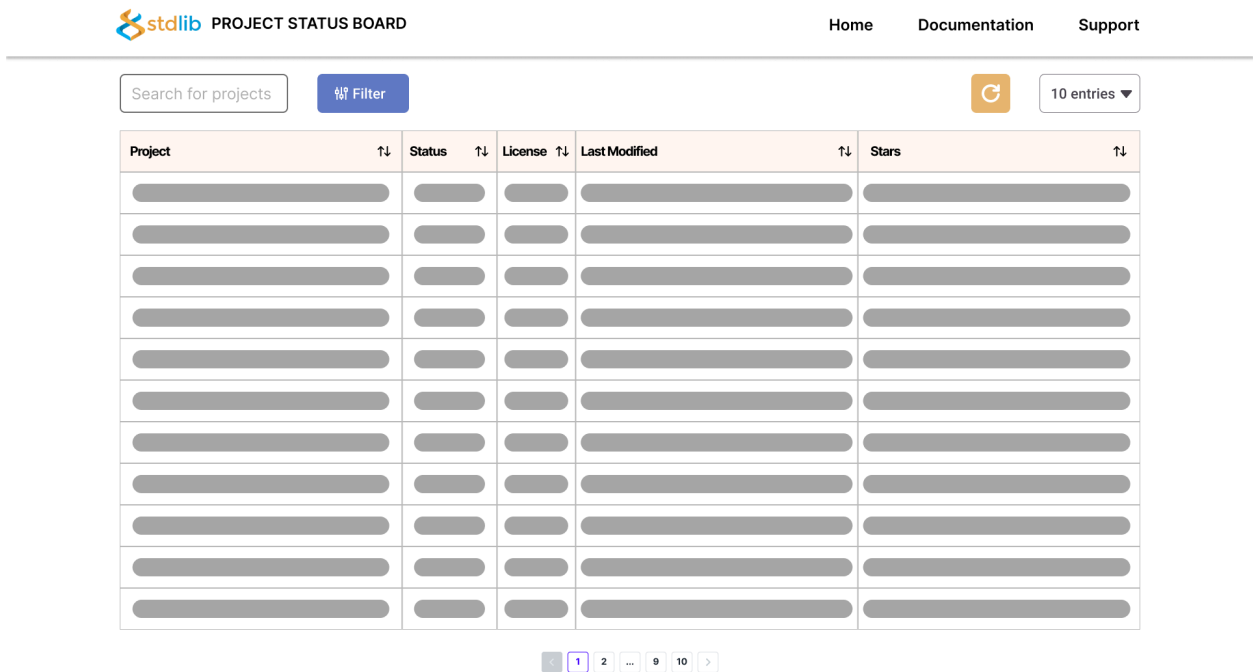 stdlib PROJECT STATUS BOARD Home Documentation Support
Search for projects Filter 10 entries
Project Status License Last Modified Stars
< 1 2 ... 9 10 >